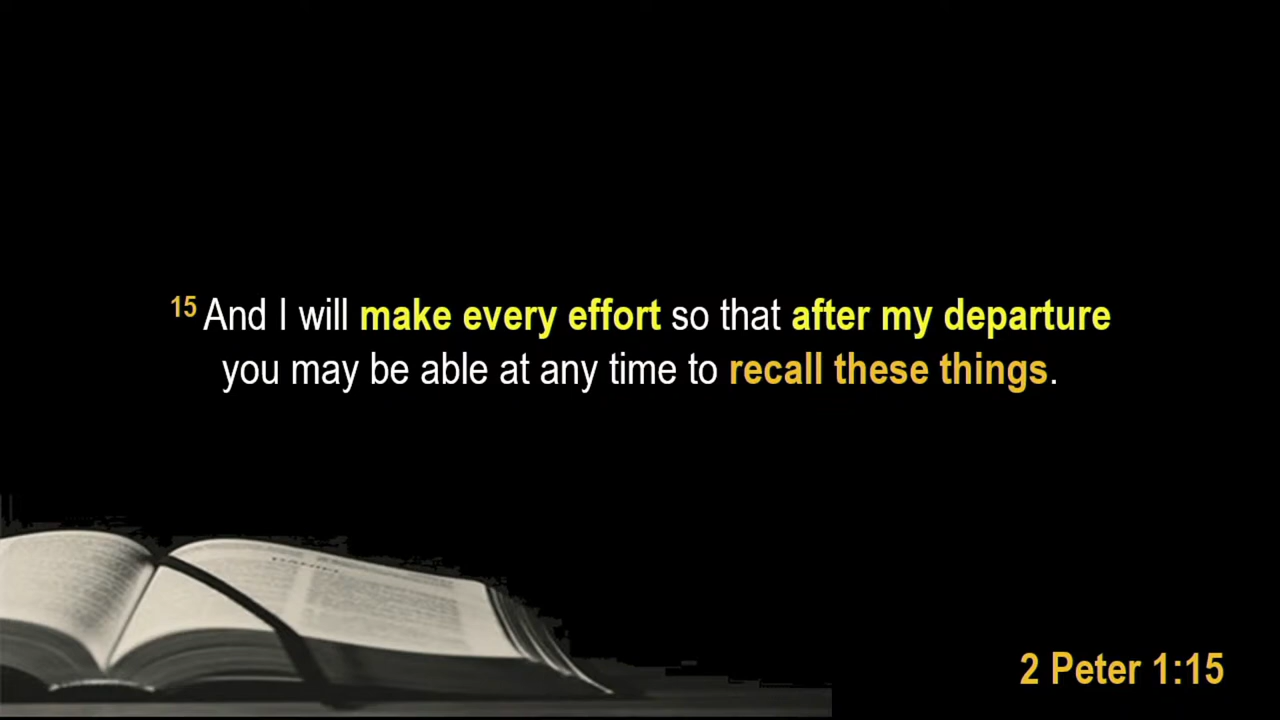 15 And I will make every effort so that after my departure
you may be able at any time to recall these things.
DANIEL
2 Peter 1:15